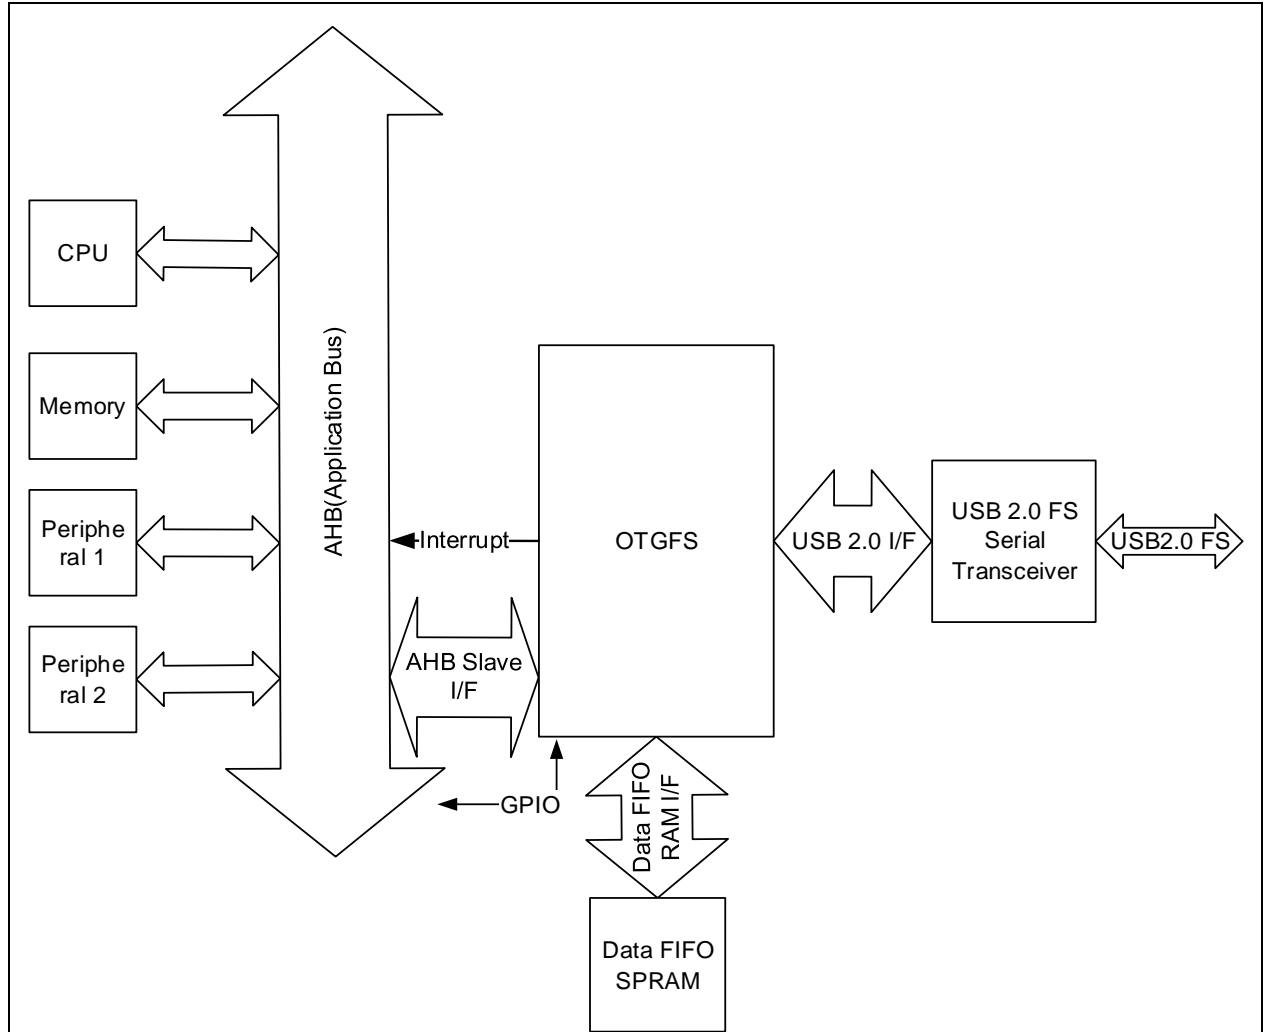 CPU
Memory
Periphe
ral 1
Periphe
ral 2
AHB(Application Bus)
Interrupt
AHB Slave
I/F
GPIO
OTGFS
Data FIFO
RAM I/F
Data FIFO
SPRAM
USB 2.0 I/F
USB 2.0 FS
Serial
Transceiver
USB2.0 FS